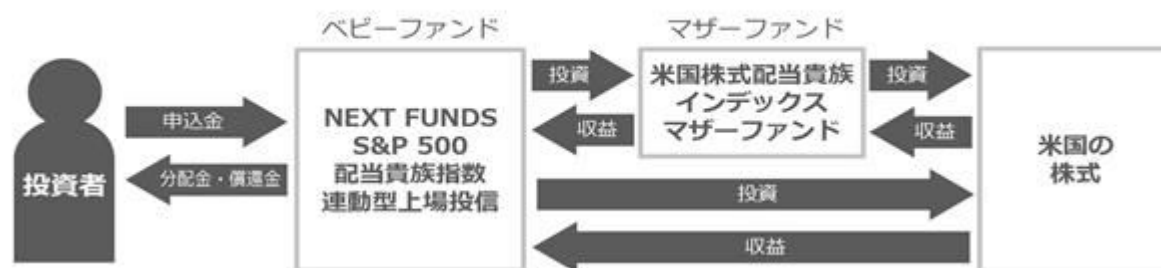 ベビーファンド
マザーファンド
投資者
申込金
分配金・償還金
NEXT FUNDS
S&P 500
配当貴族指数
連動型上場投信
投資
収益
米国株式配当貴族
インデックス
マザーファンド
投資
収益
投資
収益
米国の
株式